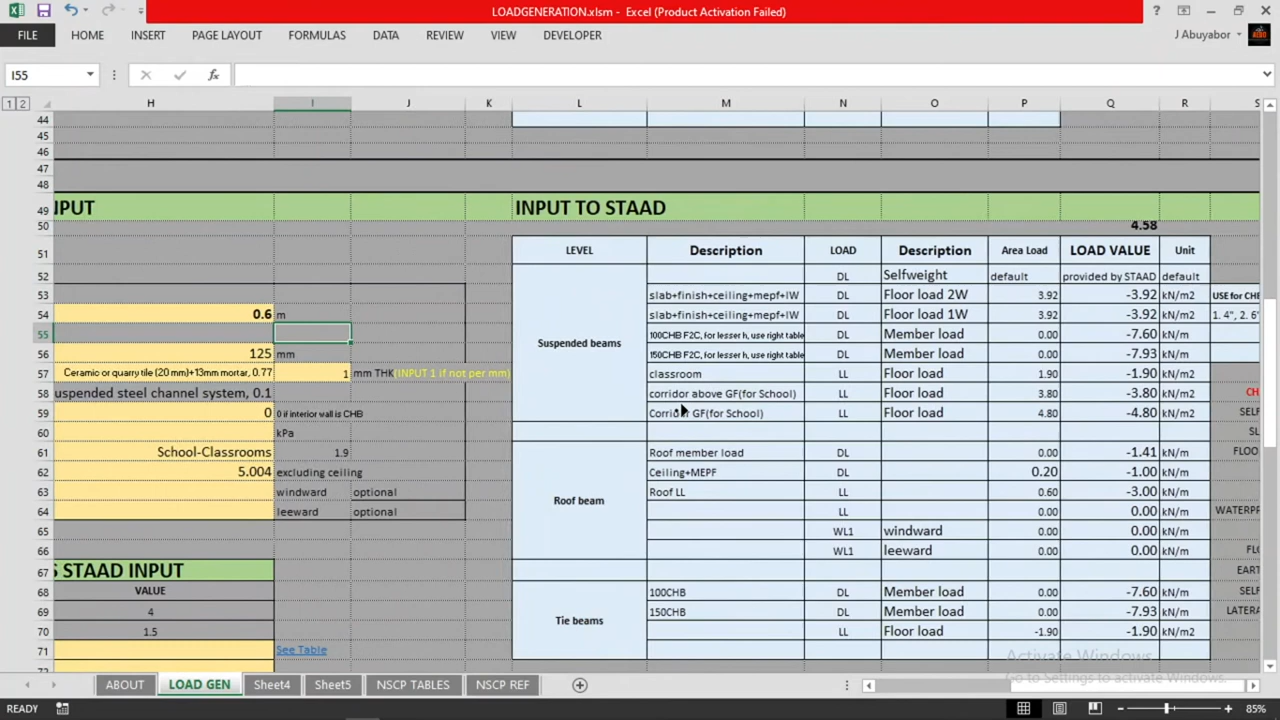 LOADGENERATION.xlsm - Excel (Product Activation Failed)
FILE HOME INSERT PAGE LAYOUT FORMULAS DATA REVIEW VIEW DEVELOPER J Abuyabor
I55 fx
1 2 H I J K L M N O P Q R S
44
45
46
47
48
49 IPUT INPUT TO STAAD
50 4.58
51 LEVEL Description LOAD Description Area Load LOAD VALUE Unit
52 DL Selfweight default provided by STAAD default
53 slab+finish+ceiling+mepf+IW DL Floor load 2W 3.92 -3.92 kN/m2 USE for CHB
54 0.6 m slab+finish+ceiling+mepf+IW DL Floor load 1W 3.92 -3.92 kN/m2 1. 4", 2. 6"
55 100CHB F2C, for lesser h, use right table DL Member load 0.00 -7.60 kN/m
Suspended beams
56 125 mm 150CHB F2C, for lesser h, use right table DL Member load 0.00 -7.93 kN/m
57 Ceramic or quarry tile (20 mm)+13mm mortar, 0.77 1 mm THK(INPUT 1 if not per mm) classroom LL Floor load 1.90 -1.90 kN/m2
58 uspended steel channel system, 0.1 corridor above GF(for School) LL Floor load 3.80 -3.80 kN/m2 CH
59 0 0 if interior wall is CHB Corridor GF(for School) LL Floor load 4.80 -4.80 kN/m2 SELF
60 kPa SL
61 School-Classrooms 1.9 Roof member load DL 0.00 -1.41 kN/m FLOO
62 5.004 excluding ceiling Ceiling+MEPF DL 0.20 -1.00 kN/m
63 windward optional Roof LL LL 0.60 -3.00 kN/m
Roof beam
64 leeward optional LL 0.00 0.00 kN/m WATERPR
65 WL1 windward 0.00 0.00 kN/m
66 WL1 leeward 0.00 0.00 kN/m FLO
67 S STAAD INPUT EART
68 VALUE 100CHB DL Member load 0.00 -7.60 kN/m SELF
69 4 150CHB DL Member load 0.00 -7.93 kN/m LATERA
Tie beams
70 1.5 LL Floor load -1.90 -1.90 kN/m2
71 See Table
72
Activate Windows
Go to Settings to activate Windows.
ABOUT LOAD GEN Sheet4 Sheet5 NSCP TABLES NSCP REF
READY 85%